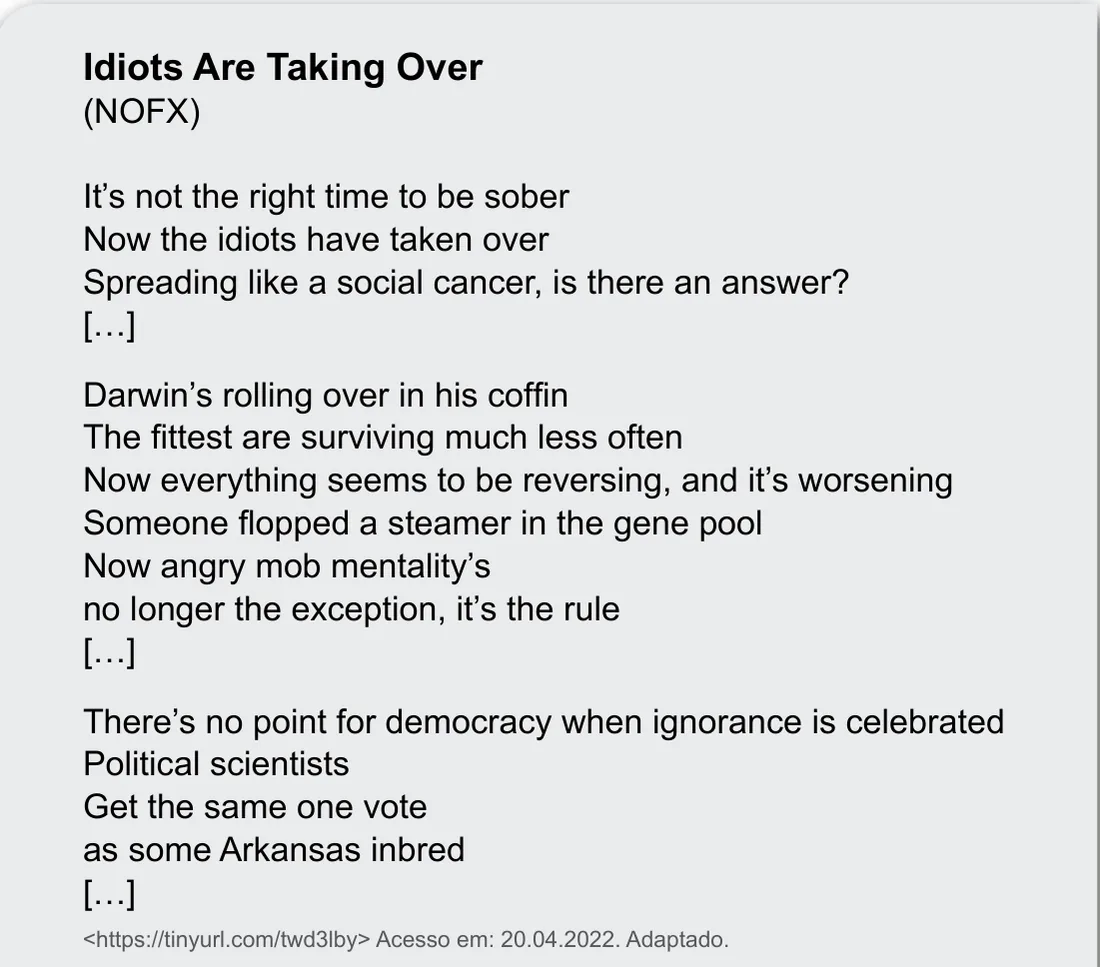 Idiots Are Taking Over
(NOFX)
It’s not the right time to be sober
Now the idiots have taken over
Spreading like a social cancer, is there an answer?
[…]
Darwin’s rolling over in his coffin
The fittest are surviving much less often
Now everything seems to be reversing, and it’s worsening
Someone flopped a steamer in the gene pool
Now angry mob mentality’s
no longer the exception, it’s the rule
[…]
There’s no point for democracy when ignorance is celebrated
Political scientists
Get the same one vote
as some Arkansas inbred
[…]
<https://tinyurl.com/twd3lby> Acesso em: 20.04.2022. Adaptado.